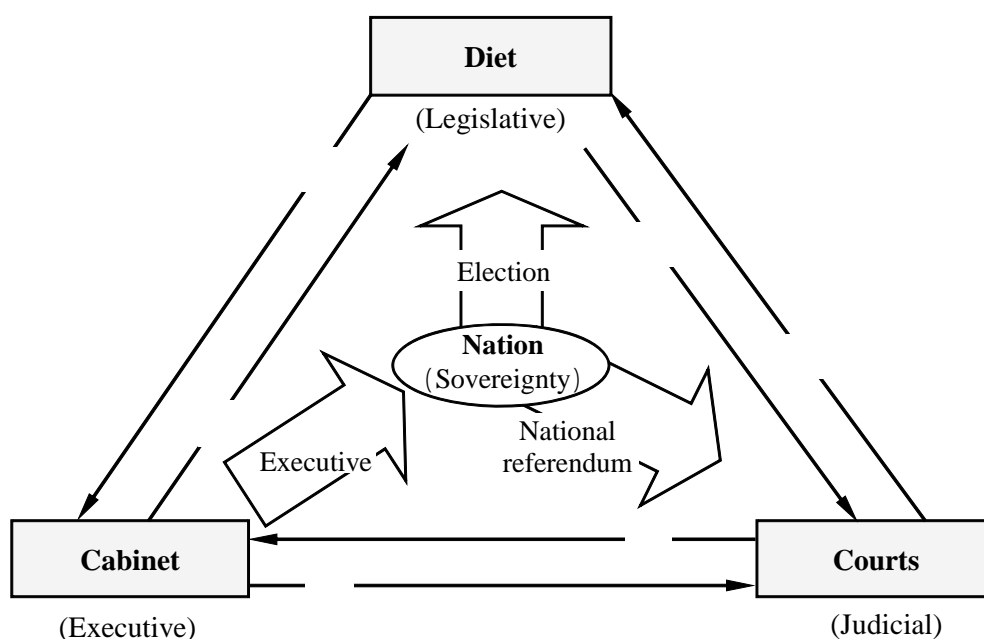 Diet
(Legislative)
Election
Nation
(Sovereignty)
National
referendum
Executive
Cabinet
(Executive)
Courts
(Judicial)